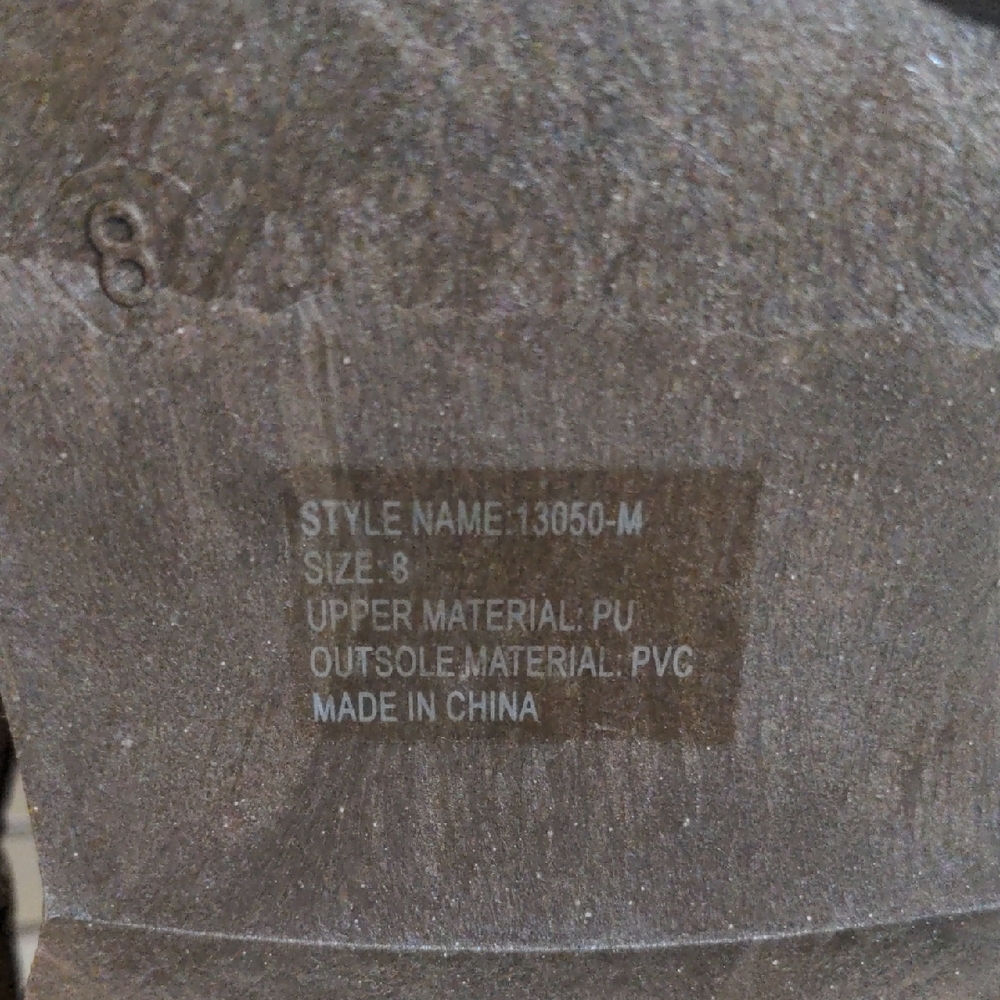 8
STYLE NAME:13050-M
SIZE: 8
UPPER MATERIAL: PU
OUTSOLE MATERIAL: PVC
MADE IN CHINA